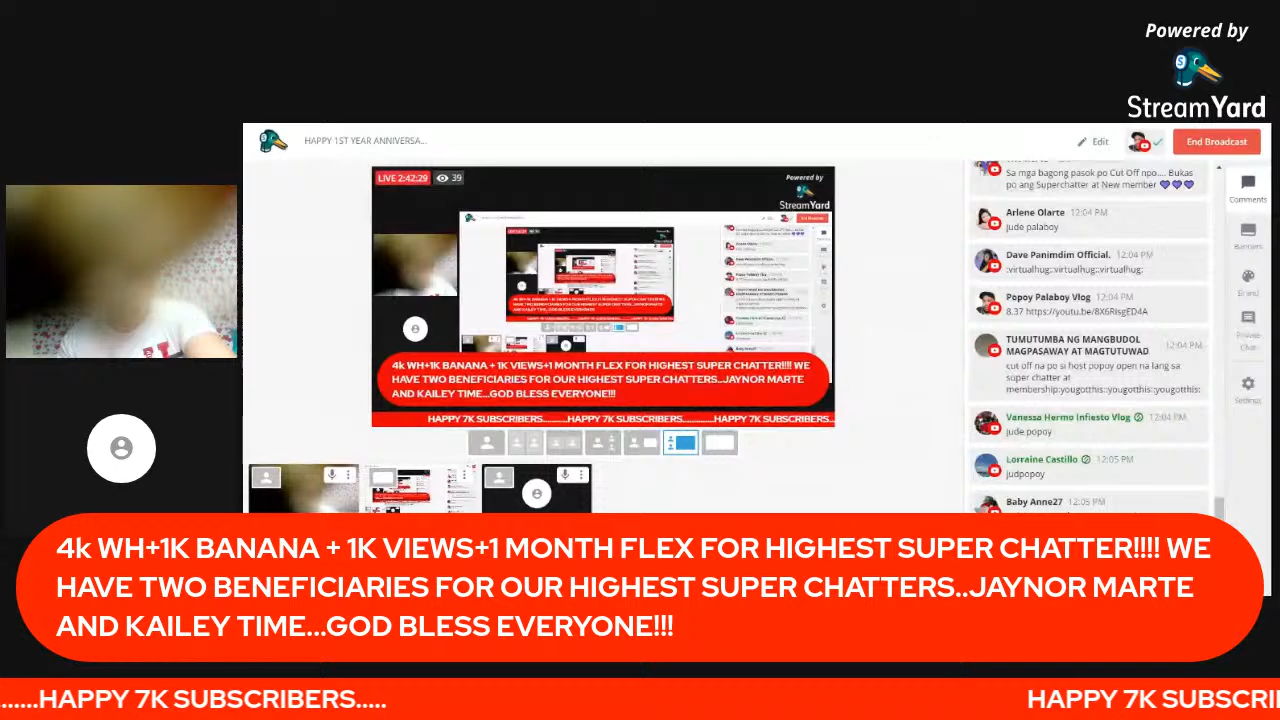 Powered by
StreamYard
HAPPY 1ST YEAR ANNIVERSA...
Edit
End Broadcast
LIVE 2:42:29
39
Powered by
StreamYard
4k WH+1K BANANA + 1K VIEWS+1 MONTH FLEX FOR HIGHEST SUPER CHATTER!!!! WE
HAVE TWO BENEFICIARIES FOR OUR HIGHEST SUPER CHATTERS..JAYNOR MARTE
AND KAILEY TIME...GOD BLESS EVERYONE!!!
HAPPY 7K SUBSCRIBERS
HAPPY 7K SUBSCRIBERS
HAPPY 7K SUBSCRIBERS
Sa mga bagong pasok po Cut Off npo.... Bukas
po ang Superchatter at New member 💜💜💜
Arlene Olarte 12:04 PM
jude palaboy
Dave Panimdim Official. 12:04 PM
:virtualhug::virtualhug::virtualhug:
Popoy Palaboy Vlog 12:04 PM
8.37 https://youtu.be/8X6RisgED4A
TUMUTUMBA NG MANGBUDOL
MAGPASAWAY AT MAGTUTUWAD 12:04 PM
cut off na po si host popoy open na lang sa
super chatter at
membership:yougotthis::yougotthis::yougotthis:
Vanessa Hermo Infiesto Vlog 12:04 PM
jude popoy
Lorraine Castillo 12:05 PM
judpopoy
Baby Anne27 12:05 PM
Comments
Banners
Brand
Private
Chat
Settings
4k WH+1K BANANA + 1K VIEWS+1 MONTH FLEX FOR HIGHEST SUPER CHATTER!!!! WE
HAVE TWO BENEFICIARIES FOR OUR HIGHEST SUPER CHATTERS..JAYNOR MARTE
AND KAILEY TIME...GOD BLESS EVERYONE!!!
......HAPPY 7K SUBSCRIBERS.....
HAPPY 7K SUBSCRI